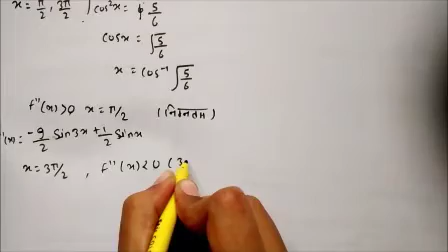 x = π/2, 3π/2
cos²x = 5/6
cosx = √5/6
x = cos⁻¹ √5/6
f''(x)>0 x = π/2 (निम्नतम)
''(x) = -9/2 sin3x + 1/2 sinx
x = 3π/2 , f''(x) < 0 (